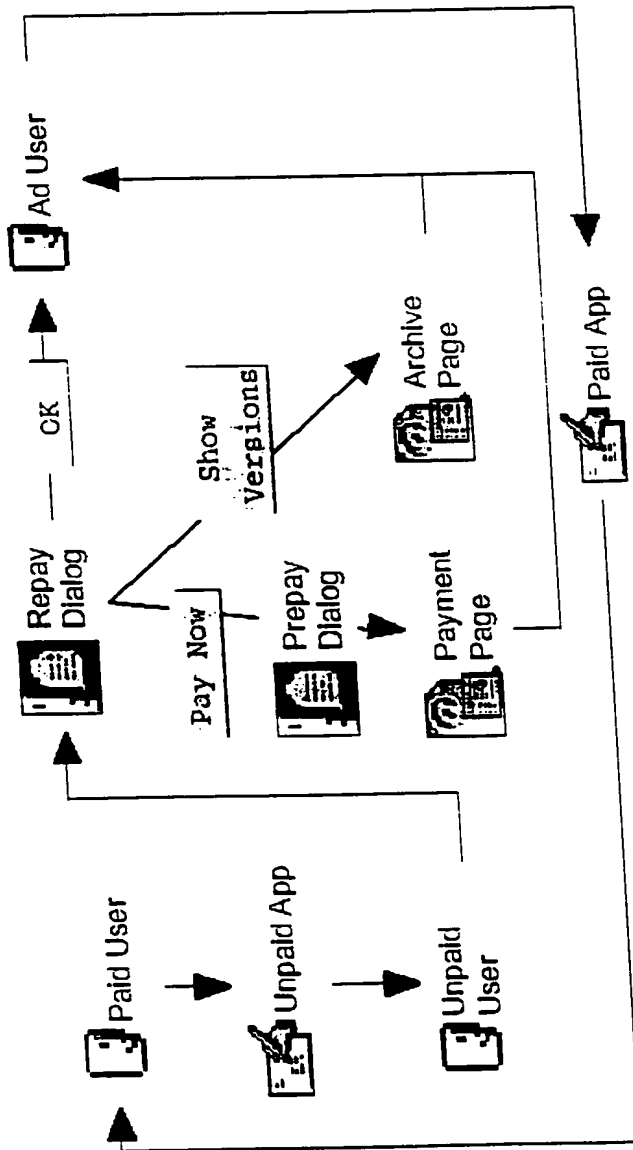 Paid User
Unpaid App
Unpaid
User
Repay
Dialog
OK
Pay Now
Show
Versions
Prepay
Dialog
Payment
Page
Archive
Page
Ad User
Paid App